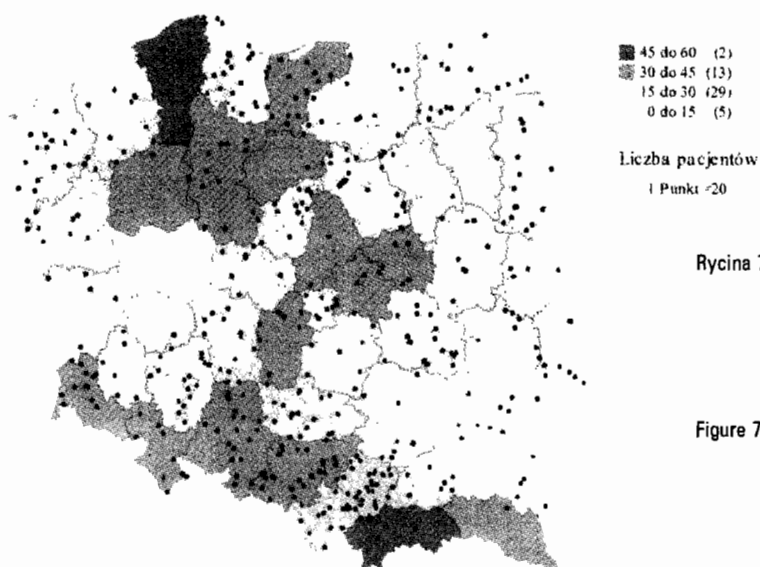 45 do 60 (2)
30 do 45 (13)
15 do 30 (29)
0 do 15 (5)
Liczba pacjentów
1 Punkt =20
Rycina 7
Figure 7